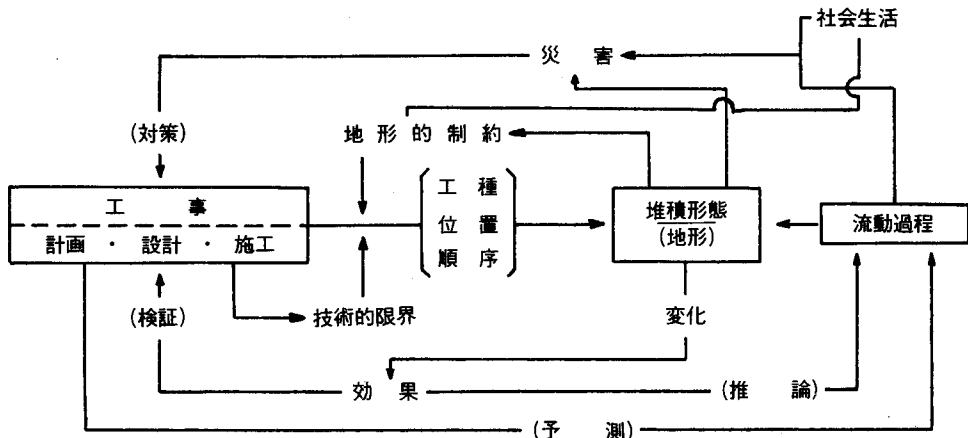 社会生活
災 害
(対策)
地 形 的 制 約
工 事
計画 ・ 設計 ・ 施工
工 種
位 置
順 序
堆積形態
(地形)
流動過程
(検証)
技術的限界
変化
効 果
(推 論)
(予 測)